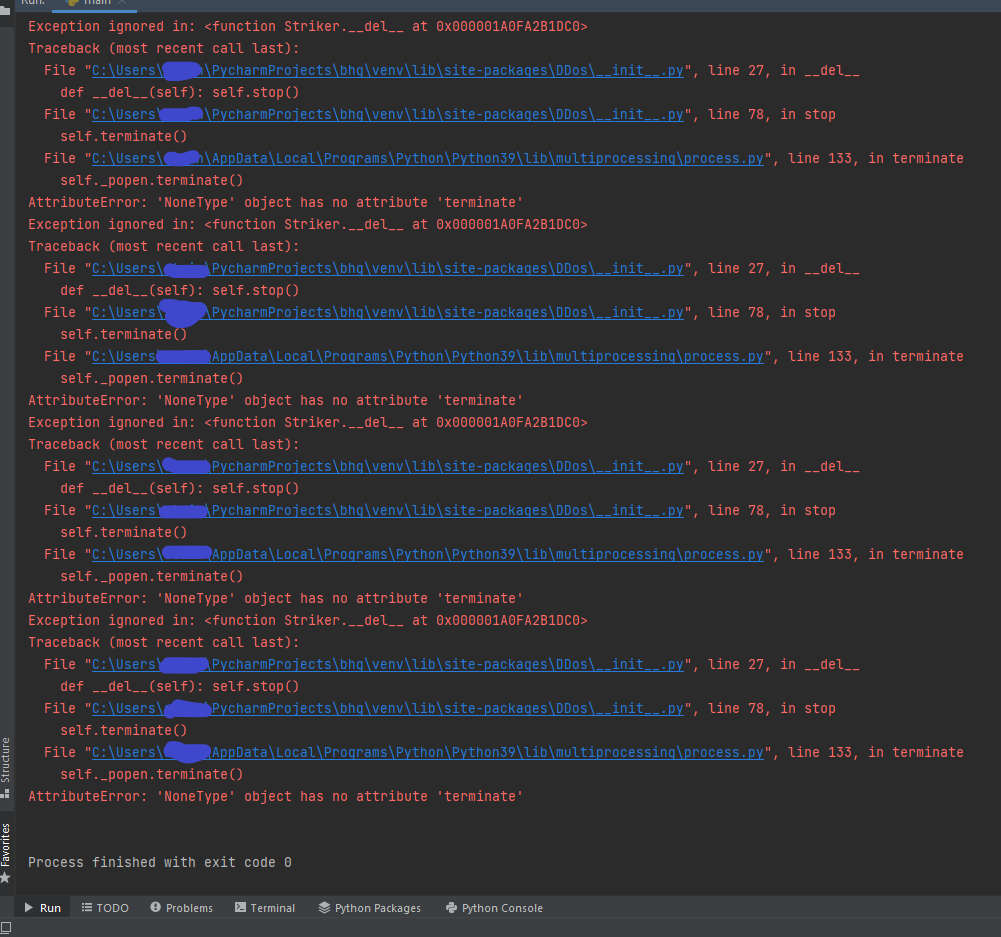 Run: main
Exception ignored in: <function Striker.__del__ at 0x000001A0FA2B1DC0>
Traceback (most recent call last):
File "C:\Users\ \PycharmProjects\bhg\venv\lib\site-packages\DDos\__init__.py", line 27, in __del__
def __del__(self): self.stop()
File "C:\Users\ \PycharmProjects\bhg\venv\lib\site-packages\DDos\__init__.py", line 78, in stop
self.terminate()
File "C:\Users\ \AppData\Local\Programs\Python\Python39\lib\multiprocessing\process.py", line 133, in terminate
self._popen.terminate()
AttributeError: 'NoneType' object has no attribute 'terminate'
Exception ignored in: <function Striker.__del__ at 0x000001A0FA2B1DC0>
Traceback (most recent call last):
File "C:\Users\ \PycharmProjects\bhg\venv\lib\site-packages\DDos\__init__.py", line 27, in __del__
def __del__(self): self.stop()
File "C:\Users\ \PycharmProjects\bhg\venv\lib\site-packages\DDos\__init__.py", line 78, in stop
self.terminate()
File "C:\Users AppData\Local\Programs\Python\Python39\lib\multiprocessing\process.py", line 133, in terminate
self._popen.terminate()
AttributeError: 'NoneType' object has no attribute 'terminate'
Exception ignored in: <function Striker.__del__ at 0x000001A0FA2B1DC0>
Traceback (most recent call last):
File "C:\Users\ PycharmProjects\bhg\venv\lib\site-packages\DDos\__init__.py", line 27, in __del__
def __del__(self): self.stop()
File "C:\Users\ \PycharmProjects\bhg\venv\lib\site-packages\DDos\__init__.py", line 78, in stop
self.terminate()
File "C:\Users\ AppData\Local\Programs\Python\Python39\lib\multiprocessing\process.py", line 133, in terminate
self._popen.terminate()
AttributeError: 'NoneType' object has no attribute 'terminate'
Exception ignored in: <function Striker.__del__ at 0x000001A0FA2B1DC0>
Traceback (most recent call last):
File "C:\Users\ \PycharmProjects\bhg\venv\lib\site-packages\DDos\__init__.py", line 27, in __del__
def __del__(self): self.stop()
File "C:\Users\ PycharmProjects\bhg\venv\lib\site-packages\DDos\__init__.py", line 78, in stop
self.terminate()
File "C:\Users\ AppData\Local\Programs\Python\Python39\lib\multiprocessing\process.py", line 133, in terminate
self._popen.terminate()
AttributeError: 'NoneType' object has no attribute 'terminate'
Process finished with exit code 0
Structure
Favorites
Run TODO Problems Terminal Python Packages Python Console